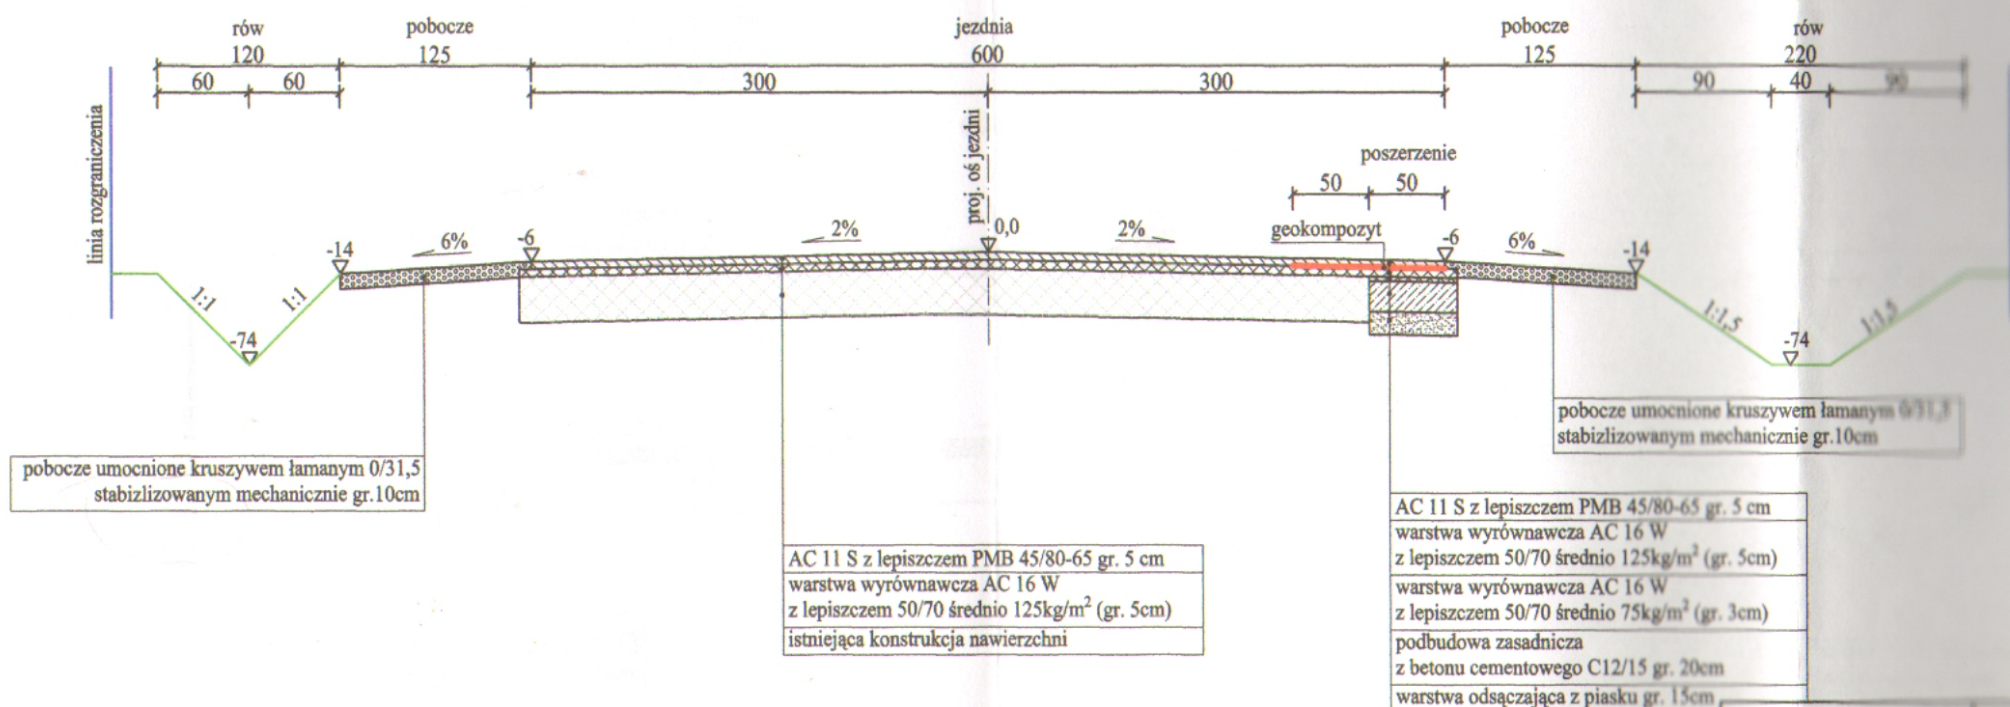 rów
pobocze
jezdnia
pobocze
rów
120
125
600
125
220
60
60
300
300
90
40
90
linia rozgraniczenia
proj. oś jezdni
poszerzenie
50
50
geokompozyt
-14
6%
-6
2%
0,0
2%
-6
6%
-14
1:1
1:1
-74
1:1,5
1:1,5
-74
pobocze umocnione kruszywem łamanym 0/31,5
stabizlizowanym mechanicznie gr.10cm
pobocze umocnione kruszywem łamanym 0/31,5
stabizlizowanym mechanicznie gr.10cm
AC 11 S z lepiszczem PMB 45/80-65 gr. 5 cm
warstwa wyrównawcza AC 16 W
z lepiszczem 50/70 średnio 125kg/m² (gr. 5cm)
istniejąca konstrukcja nawierzchni
AC 11 S z lepiszczem PMB 45/80-65 gr. 5 cm
warstwa wyrównawcza AC 16 W
z lepiszczem 50/70 średnio 125kg/m² (gr. 5cm)
warstwa wyrównawcza AC 16 W
z lepiszczem 50/70 średnio 75kg/m² (gr. 3cm)
podbudowa zasadnicza
z betonu cementowego C12/15 gr. 20cm
warstwa odsączająca z piasku gr. 15cm